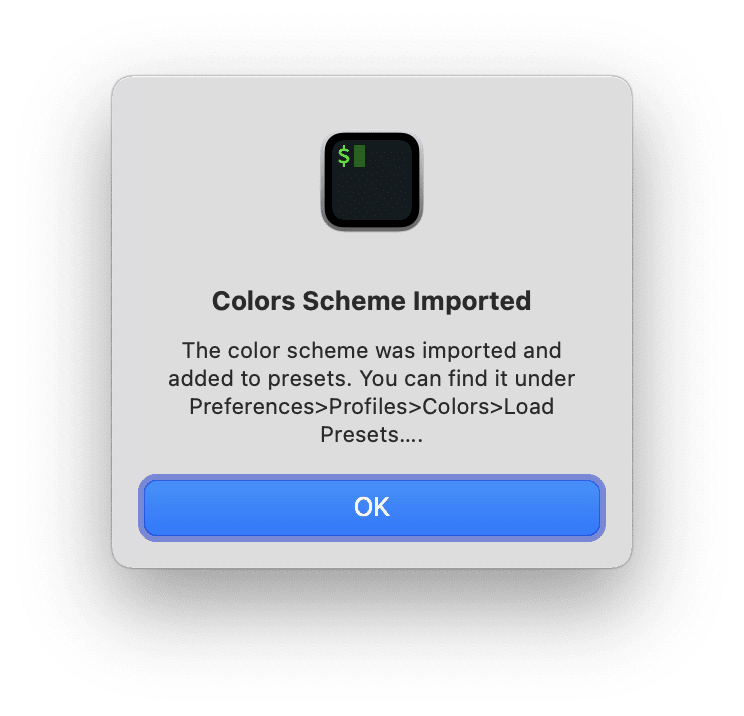 $
Colors Scheme Imported
The color scheme was imported and
added to presets. You can find it under
Preferences>Profiles>Colors>Load
Presets....
OK